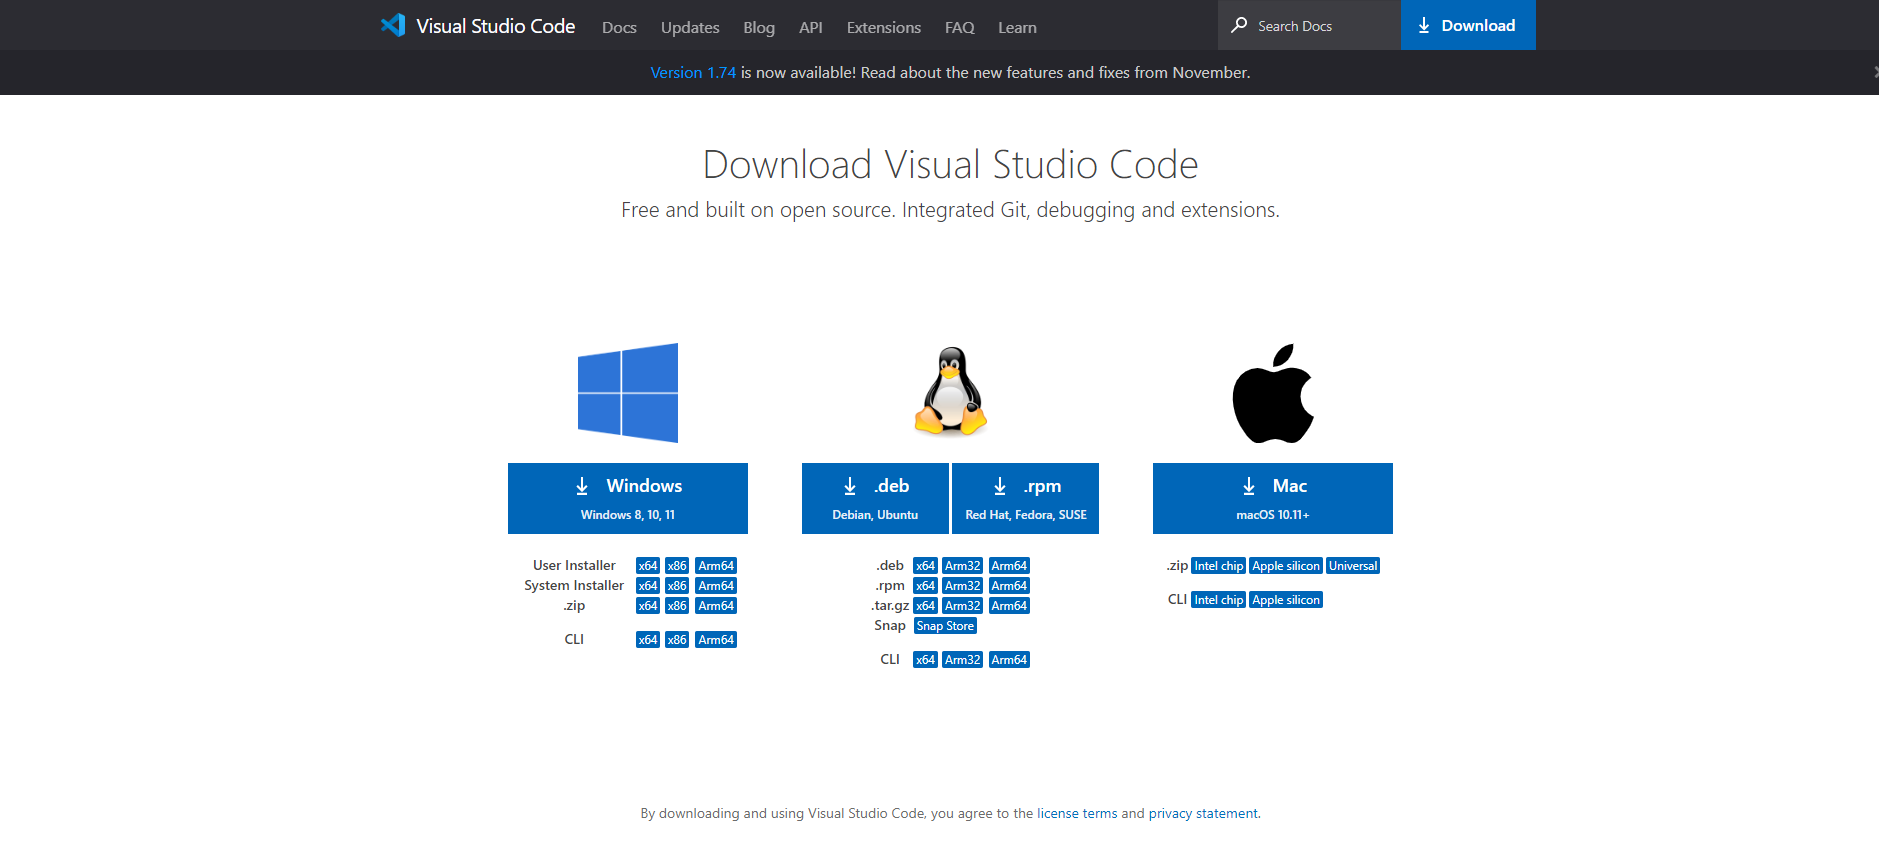 Visual Studio Code Docs Updates Blog API Extensions FAQ Learn Search Docs Download
Version 1.74 is now available! Read about the new features and fixes from November.
Download Visual Studio Code
Free and built on open source. Integrated Git, debugging and extensions.
Windows
Windows 8, 10, 11
User Installer x64 x86 Arm64
System Installer x64 x86 Arm64
.zip x64 x86 Arm64
CLI x64 x86 Arm64
.deb
Debian, Ubuntu
.rpm
Red Hat, Fedora, SUSE
.deb x64 Arm32 Arm64
.rpm x64 Arm32 Arm64
.tar.gz x64 Arm32 Arm64
Snap Snap Store
CLI x64 Arm32 Arm64
Mac
macOS 10.11+
.zip Intel chip Apple silicon Universal
CLI Intel chip Apple silicon
By downloading and using Visual Studio Code, you agree to the license terms and privacy statement.